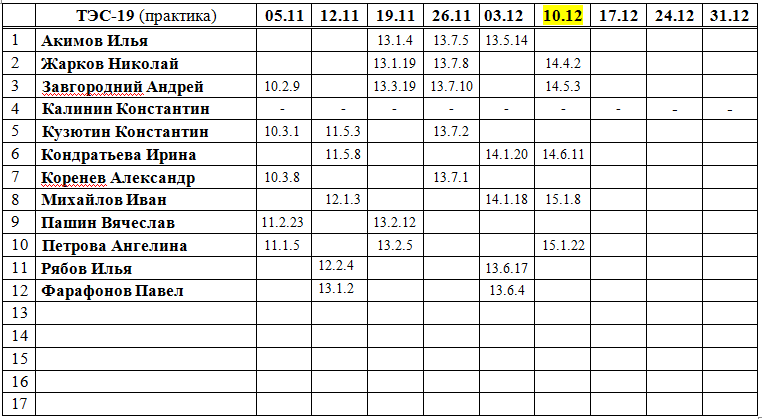 ТЭС-19 (практика) 05.11 12.11 19.11 26.11 03.12 10.12 17.12 24.12 31.12
1 Акимов Илья 13.1.4 13.7.5 13.5.14
2 Жарков Николай 13.1.19 13.7.8 14.4.2
3 Завгородний Андрей 10.2.9 13.3.19 13.7.10 14.5.3
4 Калинин Константин - - - - - - - - -
5 Кузютин Константин 10.3.1 11.5.3 13.7.2
6 Кондратьева Ирина 11.5.8 14.1.20 14.6.11
7 Коренев Александр 10.3.8 13.7.1
8 Михайлов Иван 12.1.3 14.1.18 15.1.8
9 Пашин Вячеслав 11.2.23 13.2.12
10 Петрова Ангелина 11.1.5 13.2.5 15.1.22
11 Рябов Илья 12.2.4 13.6.17
12 Фарафонов Павел 13.1.2 13.6.4
13
14
15
16
17